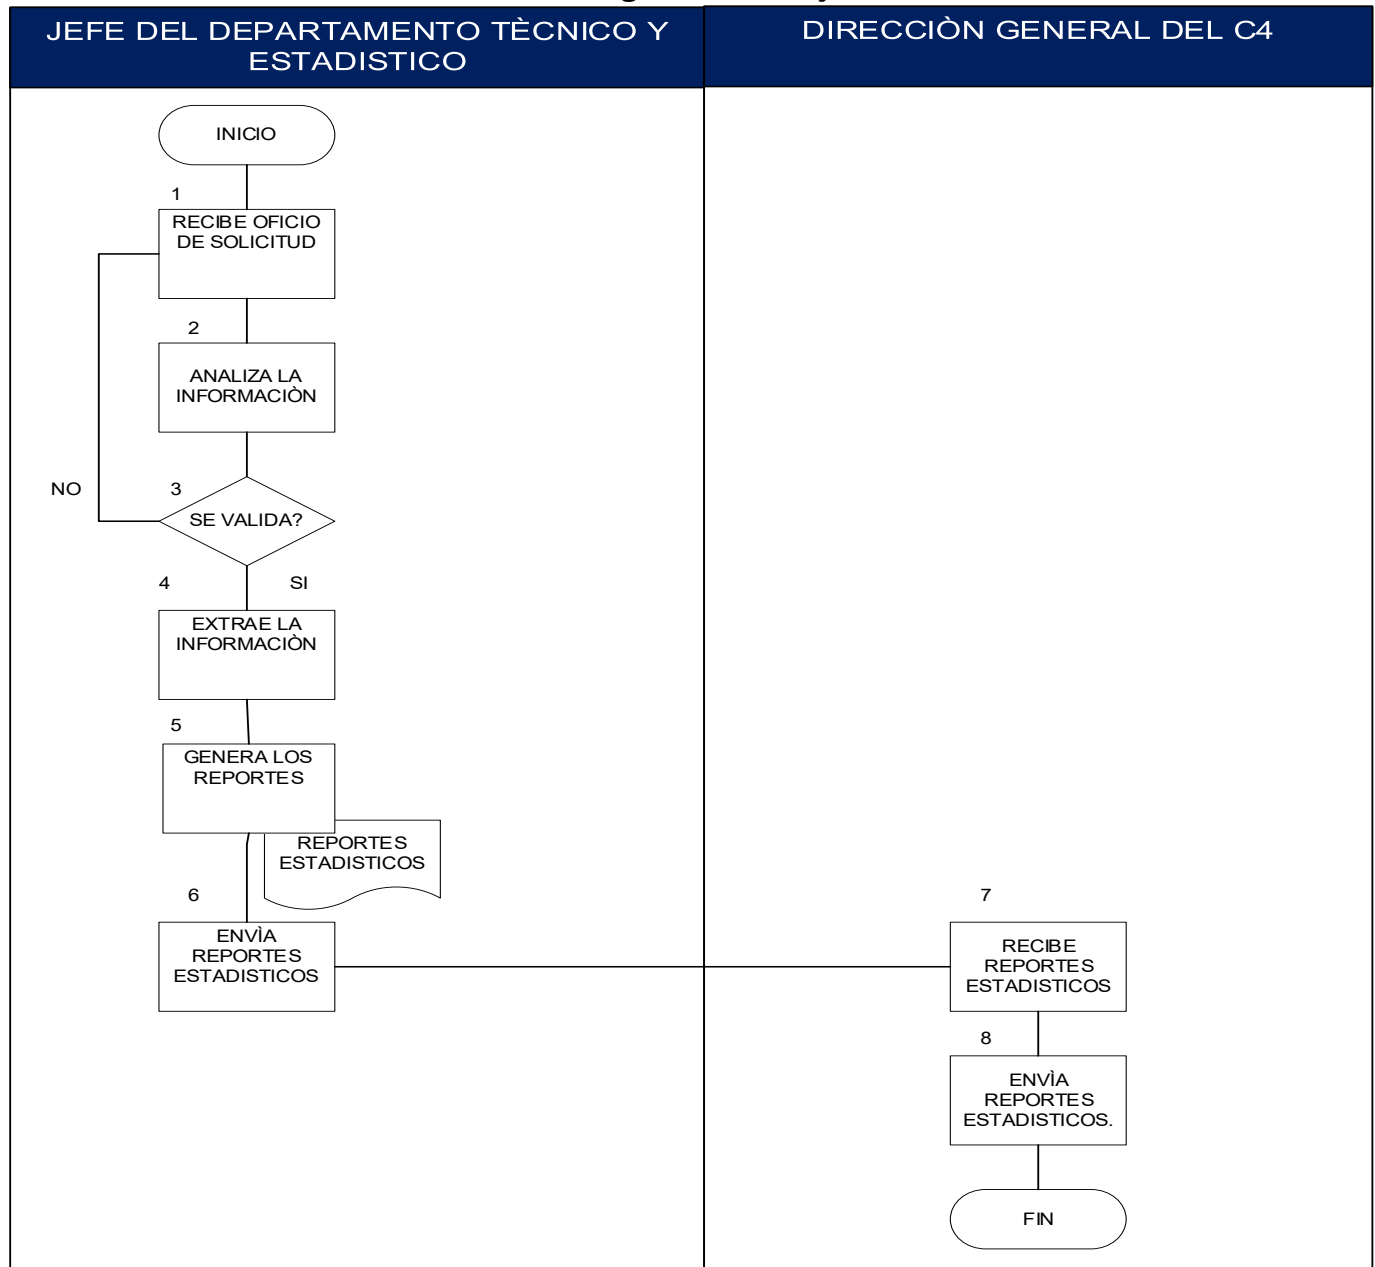 JEFE DEL DEPARTAMENTO TÈCNICO Y
ESTADISTICO
DIRECCIÒN GENERAL DEL C4
INICIO
1
RECIBE OFICIO
DE SOLICITUD
2
ANALIZA LA
INFORMACIÒN
NO
3
SE VALIDA?
4
SI
EXTRAE LA
INFORMACIÒN
5
GENERA LOS
REPORTES
REPORTES
ESTADISTICOS
6
ENVÌA
REPORTES
ESTADISTICOS
7
RECIBE
REPORTES
ESTADISTICOS
8
ENVÌA
REPORTES
ESTADISTICOS.
FIN